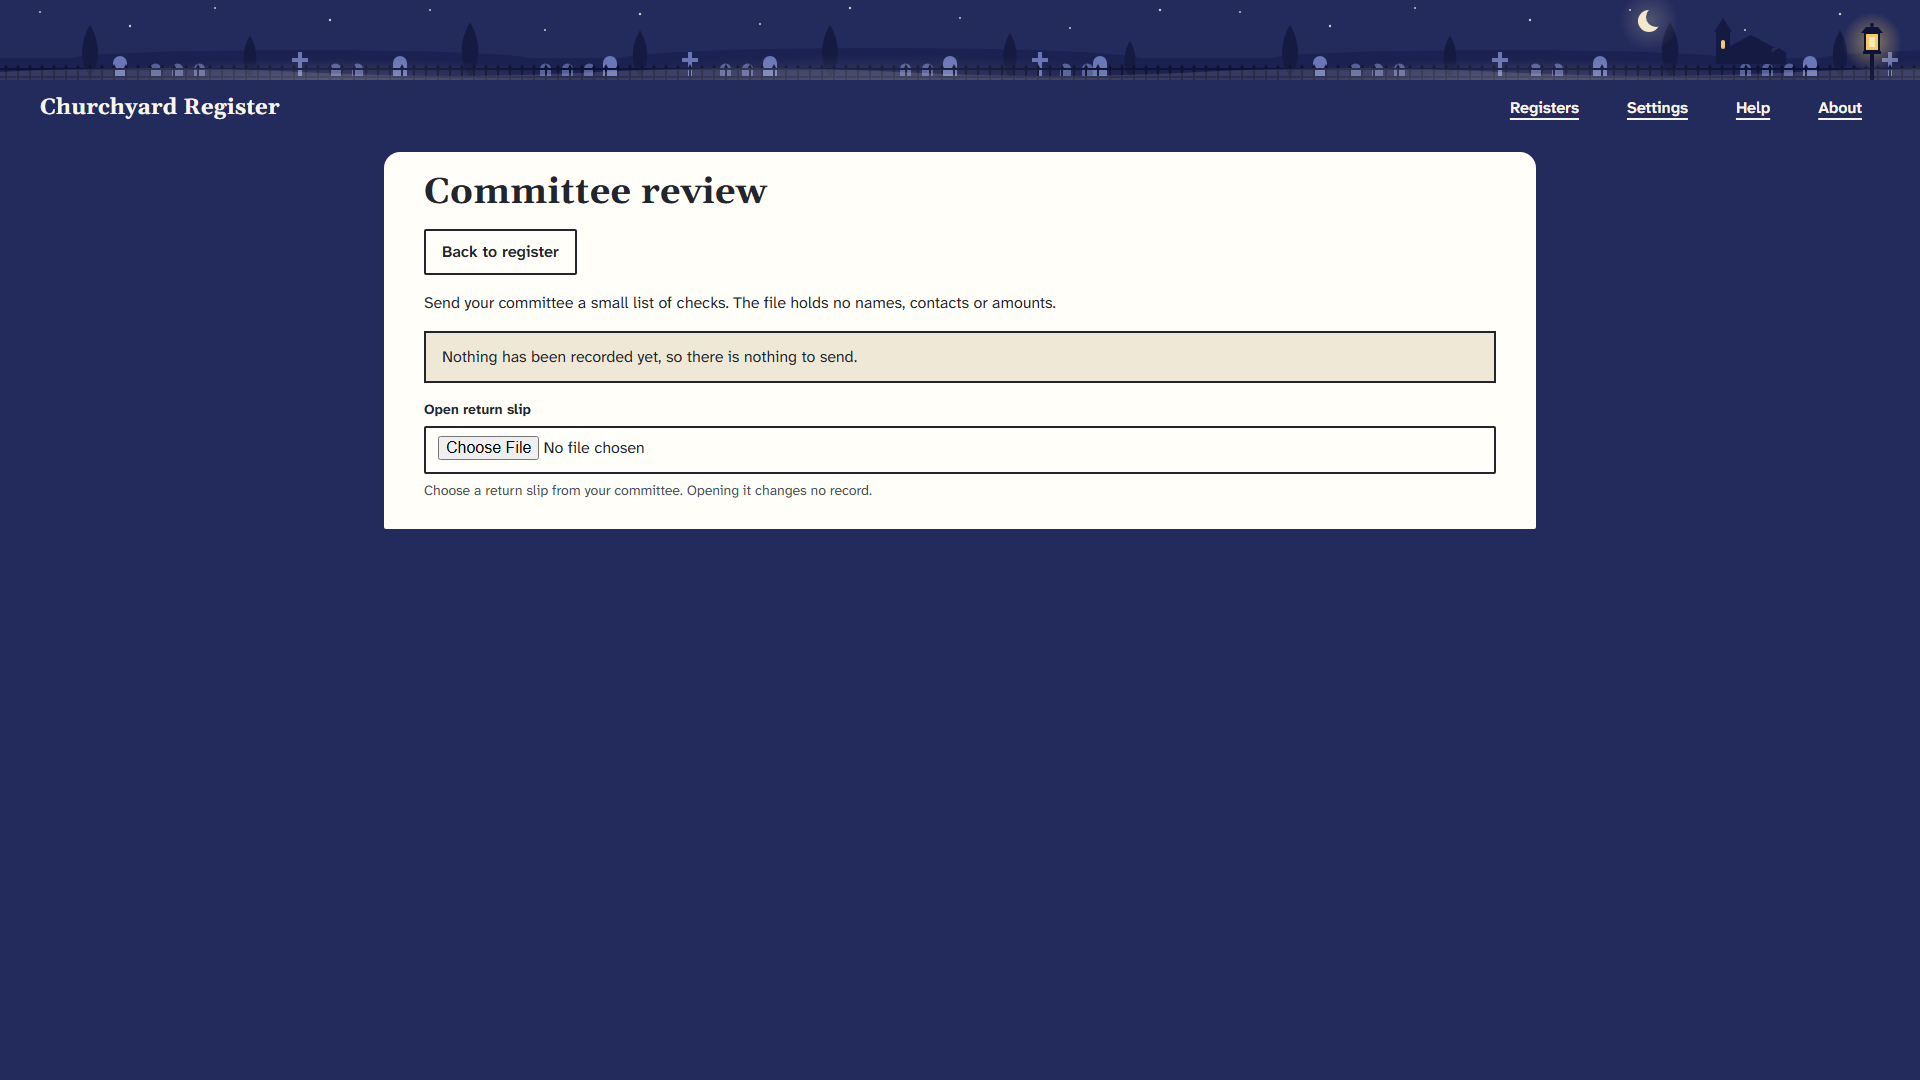 Churchyard Register
Registers
Settings
Help
About
Committee review
Back to register
Send your committee a small list of checks. The file holds no names, contacts or amounts.
Nothing has been recorded yet, so there is nothing to send.
Open return slip
Choose File No file chosen
Choose a return slip from your committee. Opening it changes no record.